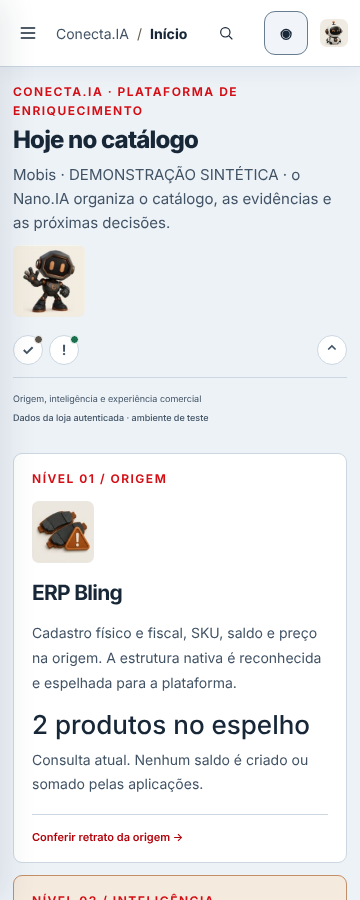 Conecta.IA / Início
CONECTA.IA · PLATAFORMA DE
ENRIQUECIMENTO
Hoje no catálogo
Mobis · DEMONSTRAÇÃO SINTÉTICA · o
Nano.IA organiza o catálogo, as evidências e
as próximas decisões.
!
Origem, inteligência e experiência comercial
Dados da loja autenticada · ambiente de teste
NÍVEL 01 / ORIGEM
ERP Bling
Cadastro físico e fiscal, SKU, saldo e preço
na origem. A estrutura nativa é reconhecida
e espelhada para a plataforma.
2 produtos no espelho
Consulta atual. Nenhum saldo é criado ou
somado pelas aplicações.
Conferir retrato da origem →
NÍVEL 02 / INTELIGÊNCIA